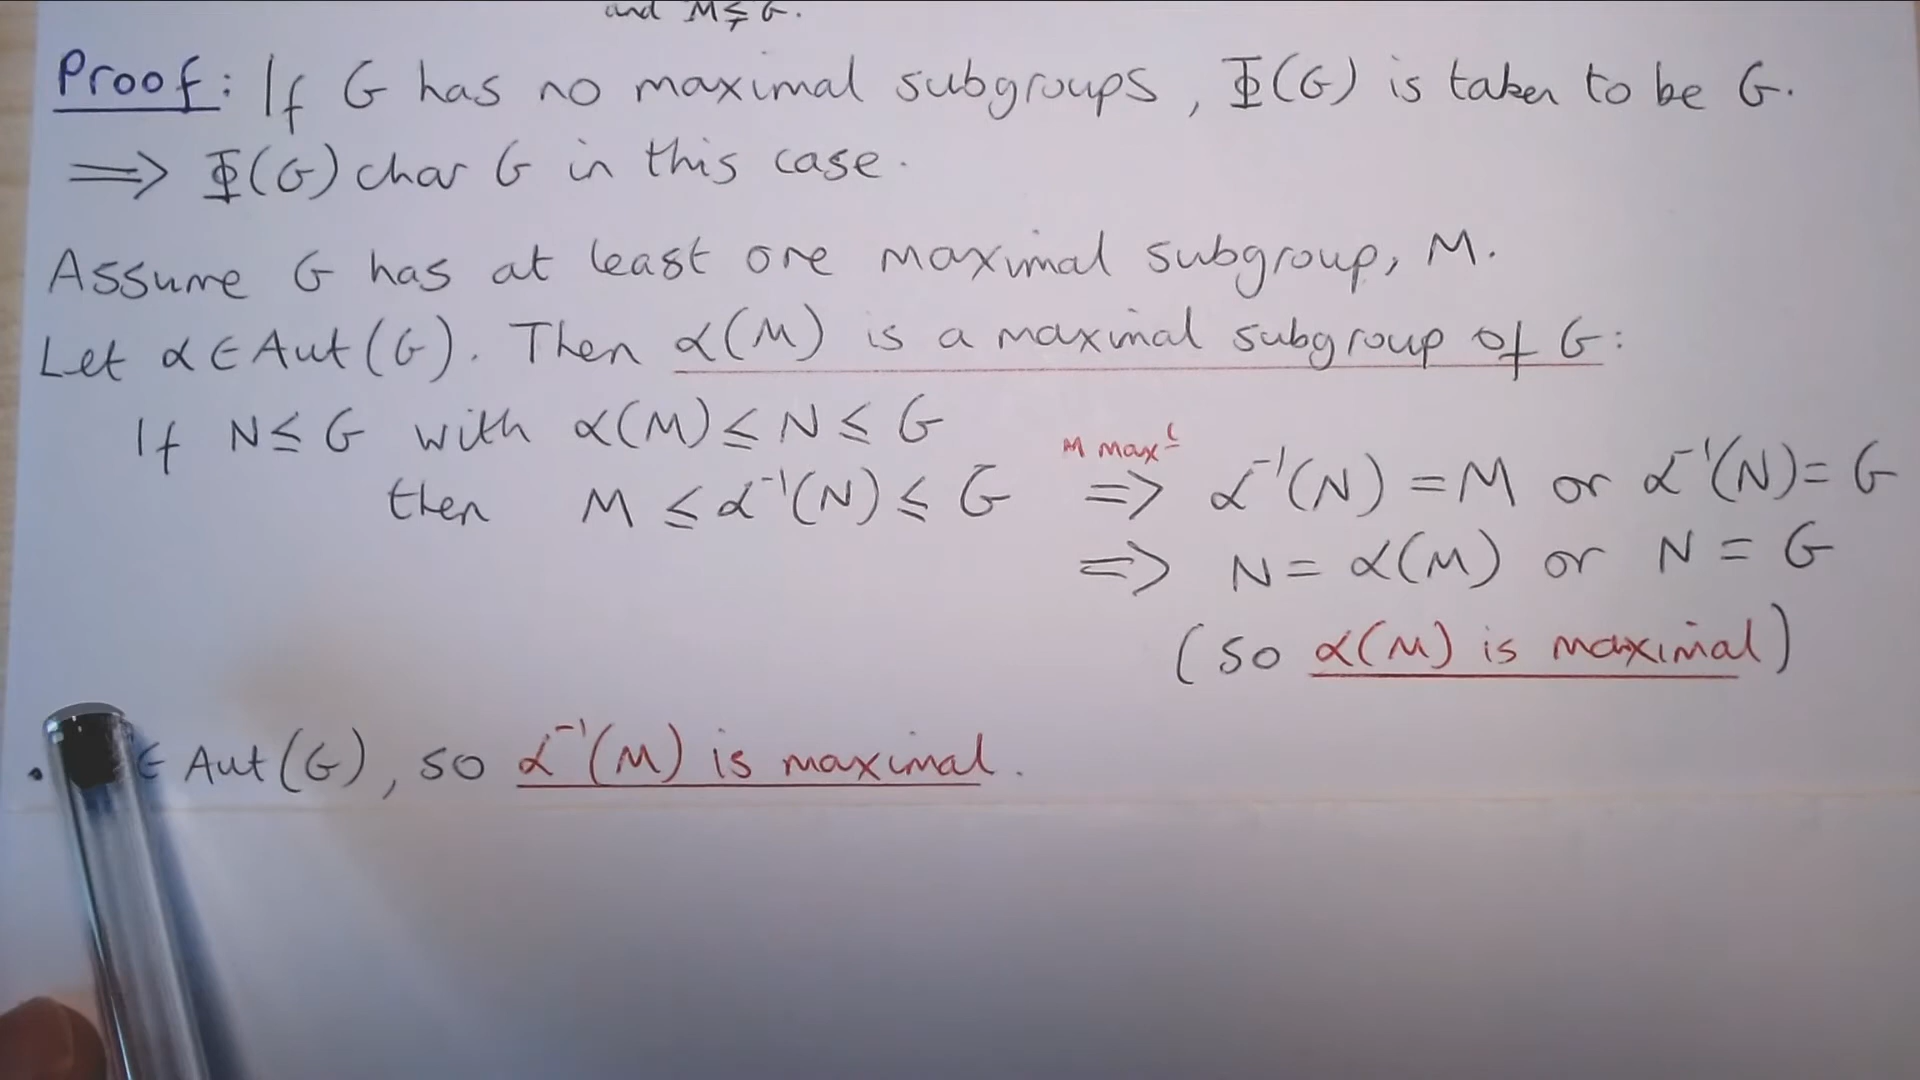 and M ≨ G.
Proof: If G has no maximal subgroups, Φ(G) is taken to be G.
⟹ Φ(G) char G in this case.
Assume G has at least one maximal subgroup, M.
Let α ∈ Aut(G). Then α(M) is a maximal subgroup of G:
If N ≤ G with α(M) ≤ N ≤ G
then M ≤ α⁻¹(N) ≤ G
M maxˡ
⟹ α⁻¹(N) = M or α⁻¹(N) = G
⟹ N = α(M) or N = G
(so α(M) is maximal)
• ∈ Aut(G), so α⁻¹(M) is maximal.